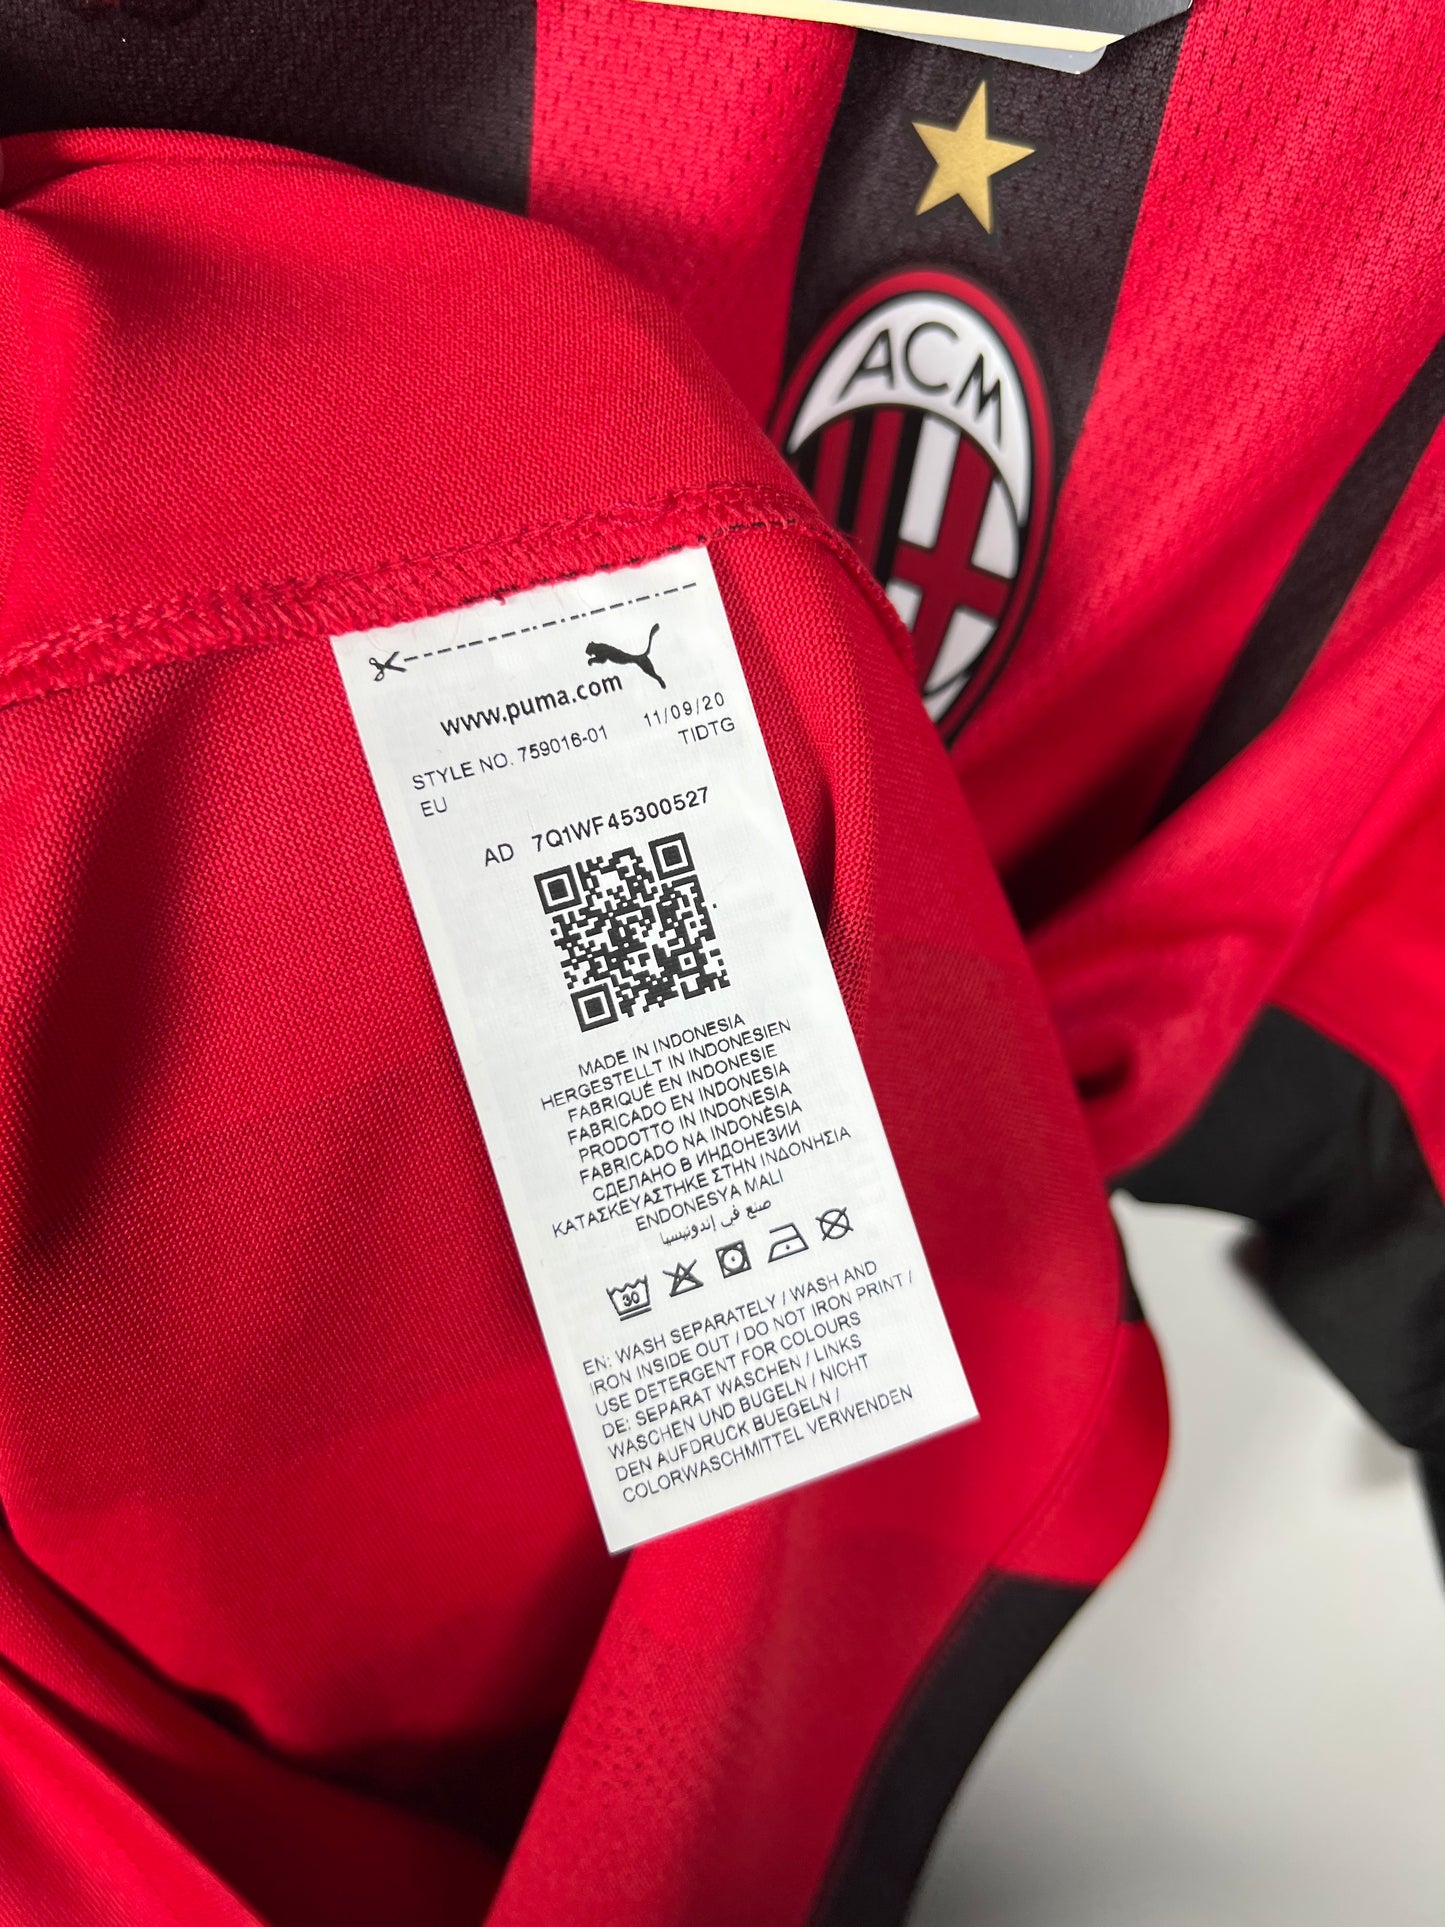 ACM
www.puma.com
STYLE NO. 759016-01 11/09/20
EU TIDTG
AD 7Q1WF45300527
MADE IN INDONESIA
HERGESTELLT IN INDONESIEN
FABRIQUÉ EN INDONESIE
FABRICADO EN INDONESIA
PRODOTTO IN INDONESIA
FABRICADO NA INDONÈSIA
СДЕЛАНО В ИНДОНЕЗИИ
ΚΑΤΑΣΚΕΥΑΣΤΗΚΕ ΣΤΗΝ ΙΝΔΟΝΗΣΙΑ
ENDONESYA MALI
صنع في إندونيسيا
30
EN: WASH SEPARATELY / WASH AND
IRON INSIDE OUT / DO NOT IRON PRINT /
USE DETERGENT FOR COLOURS
DE: SEPARAT WASCHEN / LINKS
WASCHEN UND BUGELN / NICHT
DEN AUFDRUCK BUEGELN /
COLORWASCHMITTEL VERWENDEN